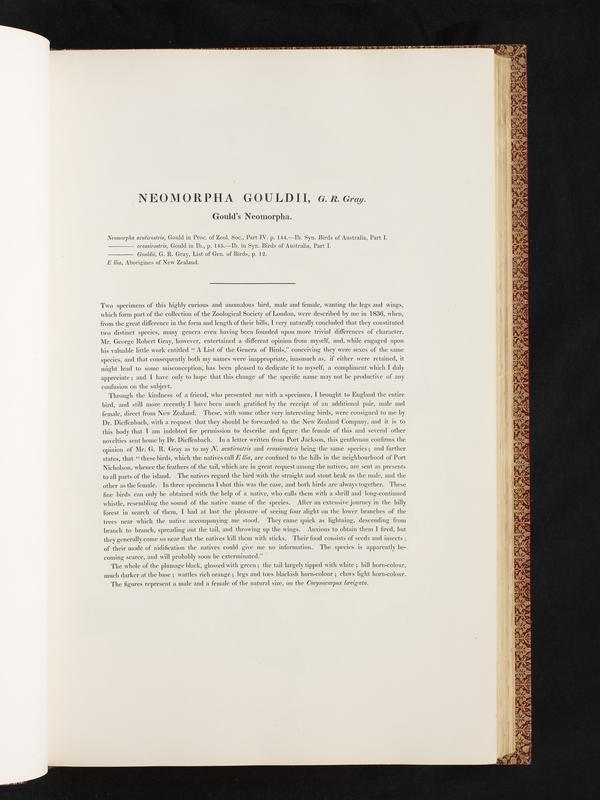 NEOMORPHA GOULDII, G. R. Gray.
Gould's Neomorpha.
Neomorpha acutirostris, Gould in Proc. of Zool. Soc., Part IV. p. 144.—Ib. Syn. Birds of Australia, Part I.
——— crassirostris, Gould in Ib., p. 145.—Ib. in Syn. Birds of Australia, Part I.
——— Gouldii, G. R. Gray, List of Gen. of Birds, p. 12.
E Elia, Aborigines of New Zealand.
Two specimens of this highly curious and anomalous bird, male and female, wanting the legs and wings,
which form part of the collection of the Zoological Society of London, were described by me in 1836, when,
from the great difference in the form and length of their bills, I very naturally concluded that they constituted
two distinct species, many genera even having been founded upon more trivial differences of character.
Mr. George Robert Gray, however, entertained a different opinion from myself, and, while engaged upon
his valuable little work entitled "A List of the Genera of Birds," conceiving they were sexes of the same
species, and that consequently both my names were inappropriate, inasmuch as, if either were retained, it
might lead to some misconception, has been pleased to dedicate it to myself, a compliment which I duly
appreciate; and I have only to hope that this change of the specific name may not be productive of any
confusion on the subject.
Through the kindness of a friend, who presented me with a specimen, I brought to England the entire
bird, and still more recently I have been much gratified by the receipt of an additional pair, male and
female, direct from New Zealand. These, with some other very interesting birds, were consigned to me by
Dr. Dieffenbach, with a request that they should be forwarded to the New Zealand Company, and it is to
this body that I am indebted for permission to describe and figure the female of this and several other
novelties sent home by Dr. Dieffenbach. In a letter written from Port Jackson, this gentleman confirms the
opinion of Mr. G. R. Gray as to my N. acutirostris and crassirostris being the same species; and further
states, that "these birds, which the natives call E Elia, are confined to the hills in the neighbourhood of Port
Nicholson, whence the feathers of the tail, which are in great request among the natives, are sent as presents
to all parts of the island. The natives regard the bird with the straight and stout beak as the male, and the
other as the female. In three specimens I shot this was the case, and both birds are always together. These
fine birds can only be obtained with the help of a native, who calls them with a shrill and long-continued
whistle, resembling the sound of the native name of the species. After an extensive journey in the hilly
forest in search of them, I had at last the pleasure of seeing four alight on the lower branches of the
trees near which the native accompanying me stood. They came quick as lightning, descending from
branch to branch, spreading out the tail, and throwing up the wings. Anxious to obtain them I fired, but
they generally come so near that the natives kill them with sticks. Their food consists of seeds and insects:
of their mode of nidification the natives could give me no information. The species is apparently be-
coming scarce, and will probably soon be exterminated."
The whole of the plumage black, glossed with green; the tail largely tipped with white; bill horn-colour,
much darker at the base; wattles rich orange; legs and toes blackish horn-colour; claws light horn-colour.
The figures represent a male and a female of the natural size, on the Corynocarpus lævigata.